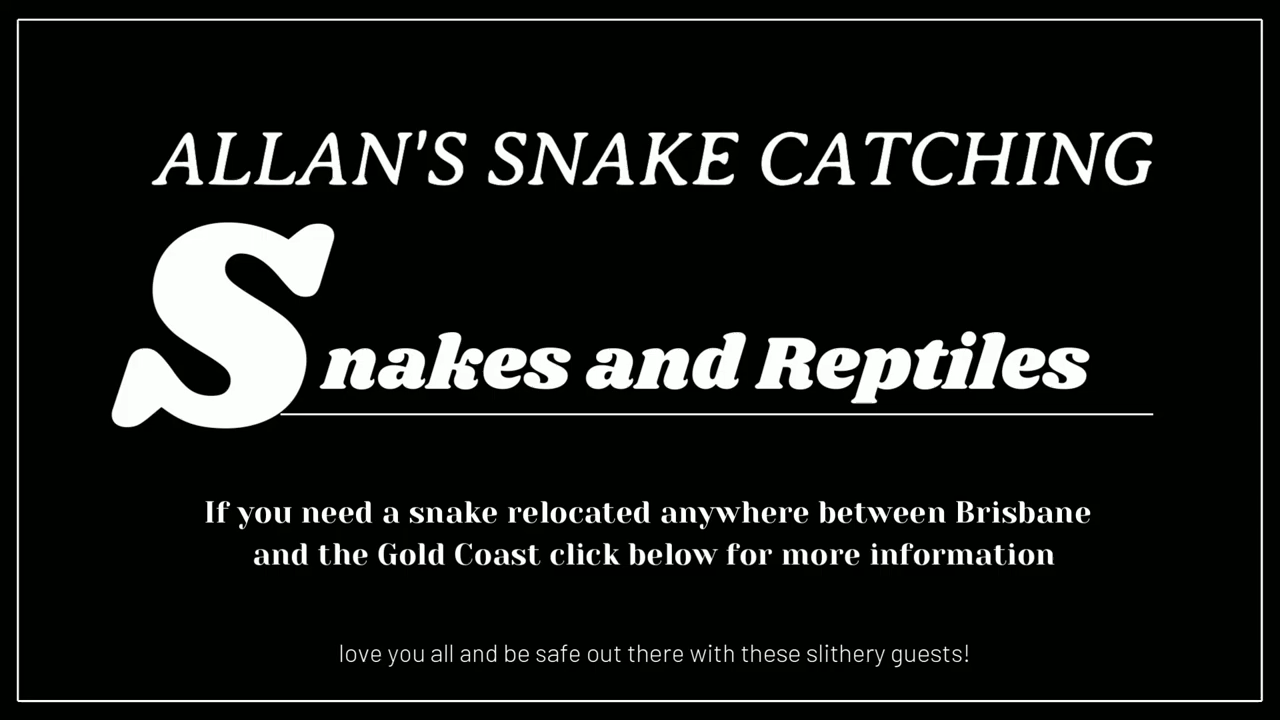 ALLAN'S SNAKE CATCHING
Snakes and Reptiles
If you need a snake relocated anywhere between Brisbane
and the Gold Coast click below for more information
love you all and be safe out there with these slithery guests!